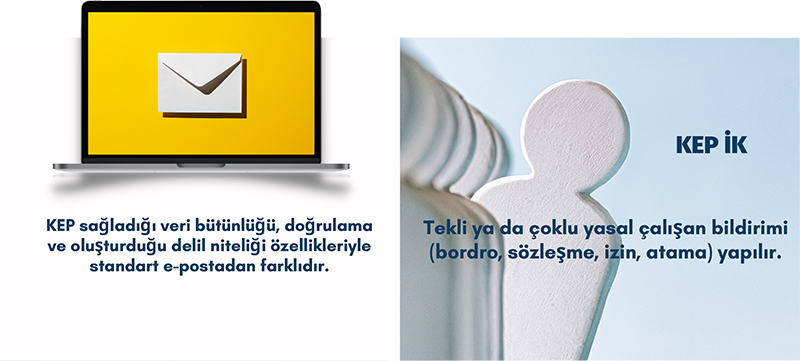 KEP sağladığı veri bütünlüğü, doğrulama
ve oluşturduğu delil niteliği özellikleriyle
standart e-postadan farklıdır.
KEP İK
Tekli ya da çoklu yasal çalışan bildirimi
(bordro, sözleşme, izin, atama) yapılır.